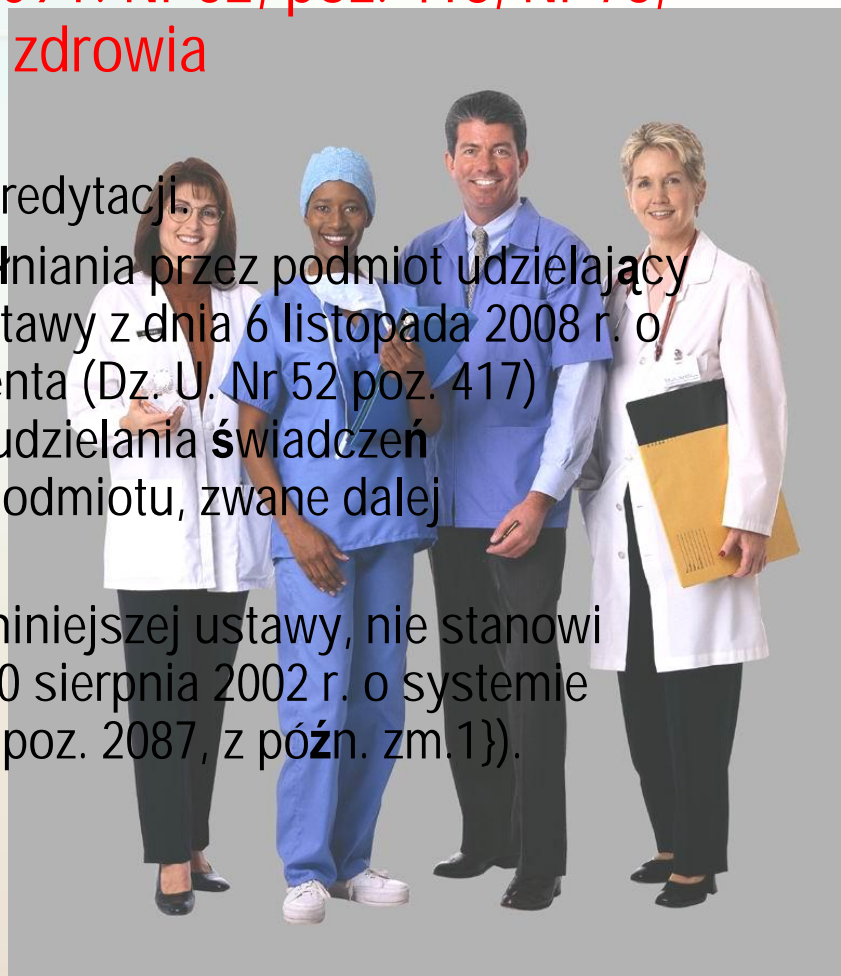 zdrowia
redytacji.
łniania przez podmiot udzielający
tawy z dnia 6 listopada 2008 r. o
enta (Dz. U. Nr 52 poz. 417)
udzielania świadczeń
odmiotu, zwane dalej
niniejszej ustawy, nie stanowi
0 sierpnia 2002 r. o systemie
poz. 2087, z późn. zm.1}).